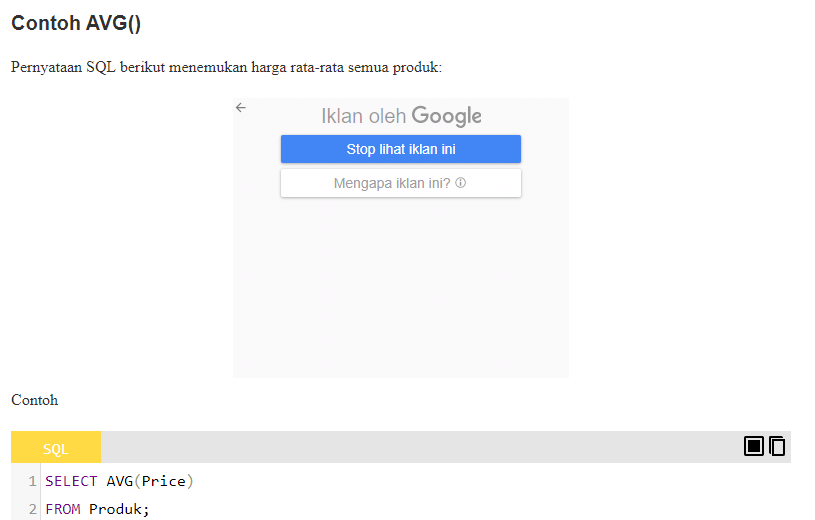 Contoh AVG()
Pernyataan SQL berikut menemukan harga rata-rata semua produk:
Iklan oleh Google
Stop lihat iklan ini
Mengapa iklan ini?
Contoh
SQL
1 SELECT AVG(Price)
2 FROM Produk;